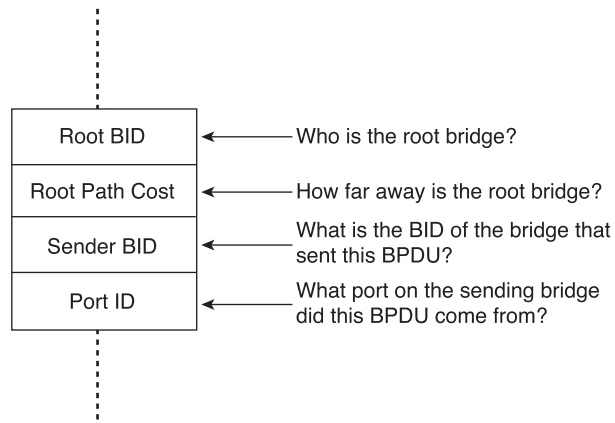 Root BID
Who is the root bridge?
Root Path Cost
How far away is the root bridge?
Sender BID
What is the BID of the bridge that
sent this BPDU?
Port ID
What port on the sending bridge
did this BPDU come from?